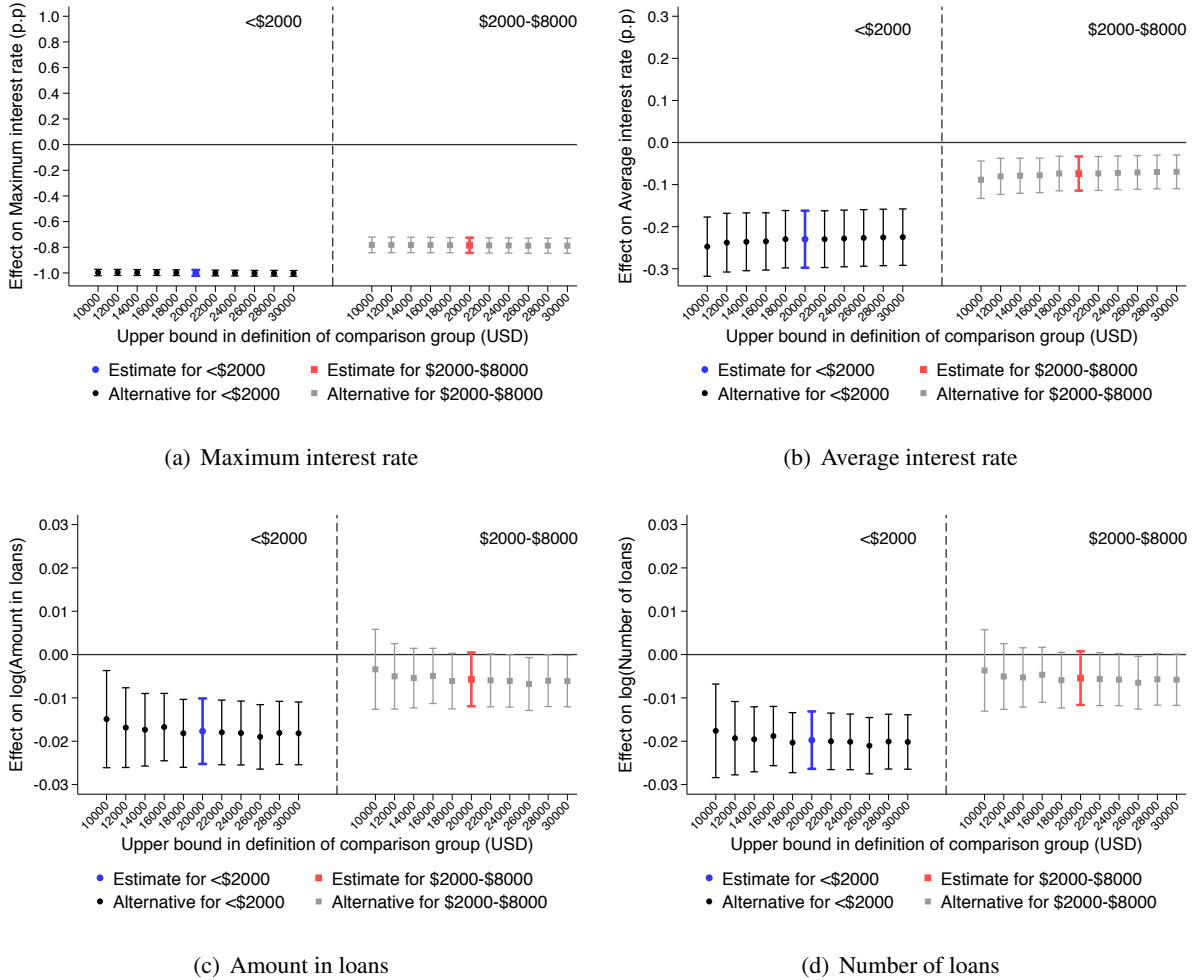 Effect on Maximum interest rate (p.p)
1.0
0.8
0.6
0.4
0.2
0.0
-0.2
-0.4
-0.6
-0.8
-1.0
<$2000
$2000-$8000
10000 12000 14000 16000 18000 20000 22000 24000 26000 28000 30000
10000 12000 14000 16000 18000 20000 22000 24000 26000 28000 30000
Upper bound in definition of comparison group (USD)
Estimate for <$2000
Estimate for $2000-$8000
Alternative for <$2000
Alternative for $2000-$8000
(a) Maximum interest rate
Effect on Average interest rate (p.p)
0.3
0.2
0.1
0.0
-0.1
-0.2
-0.3
<$2000
$2000-$8000
10000 12000 14000 16000 18000 20000 22000 24000 26000 28000 30000
10000 12000 14000 16000 18000 20000 22000 24000 26000 28000 30000
Upper bound in definition of comparison group (USD)
Estimate for <$2000
Estimate for $2000-$8000
Alternative for <$2000
Alternative for $2000-$8000
(b) Average interest rate
Effect on log(Amount in loans)
0.03
0.02
0.01
0.00
-0.01
-0.02
-0.03
<$2000
$2000-$8000
10000 12000 14000 16000 18000 20000 22000 24000 26000 28000 30000
10000 12000 14000 16000 18000 20000 22000 24000 26000 28000 30000
Upper bound in definition of comparison group (USD)
Estimate for <$2000
Estimate for $2000-$8000
Alternative for <$2000
Alternative for $2000-$8000
(c) Amount in loans
Effect on log(Number of loans)
0.03
0.02
0.01
0.00
-0.01
-0.02
-0.03
<$2000
$2000-$8000
10000 12000 14000 16000 18000 20000 22000 24000 26000 28000 30000
10000 12000 14000 16000 18000 20000 22000 24000 26000 28000 30000
Upper bound in definition of comparison group (USD)
Estimate for <$2000
Estimate for $2000-$8000
Alternative for <$2000
Alternative for $2000-$8000
(d) Number of loans